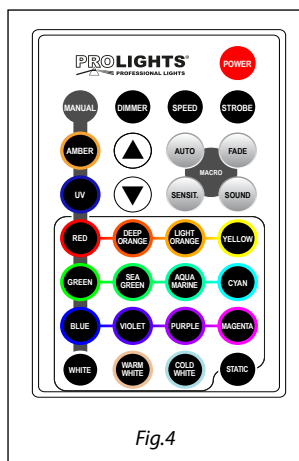 PROLIGHTS®
PROFESSIONAL LIGHTS
POWER
MANUAL DIMMER SPEED STROBE
AMBER AUTO FADE
MACRO
UV SENSIT. SOUND
RED DEEP ORANGE LIGHT ORANGE YELLOW
GREEN SEA GREEN AQUA MARINE CYAN
BLUE VIOLET PURPLE MAGENTA
WHITE WARM WHITE COLD WHITE STATIC
Fig.4